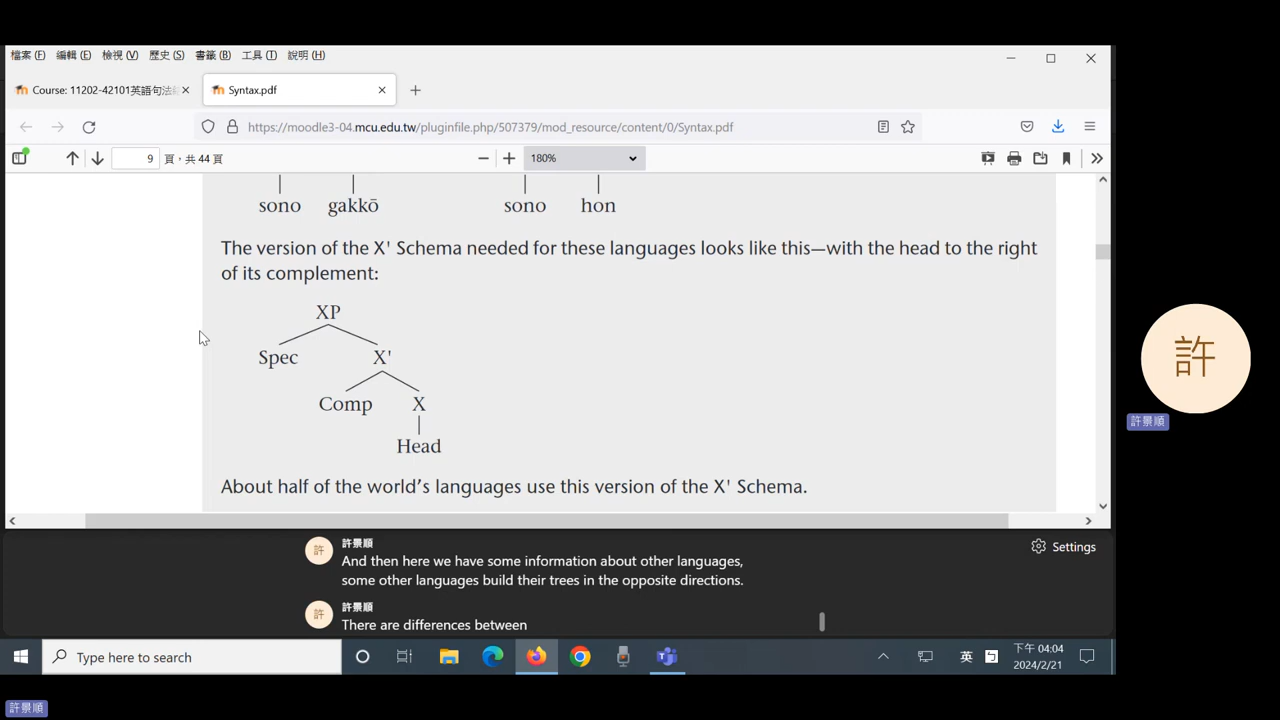 檔案 (F) 編輯 (E) 檢視 (V) 歷史 (S) 書籤 (B) 工具 (T) 說明 (H)
Course: 11202-42101英語句法結
Syntax.pdf
https://moodle3-04.mcu.edu.tw/pluginfile.php/507379/mod_resource/content/0/Syntax.pdf
9 頁，共 44 頁
180%
sono gakkō sono hon
The version of the X' Schema needed for these languages looks like this—with the head to the right
of its complement:
XP
Spec X'
Comp X
Head
About half of the world's languages use this version of the X' Schema.
許
許景順
許
許景順
And then here we have some information about other languages,
some other languages build their trees in the opposite directions.
Settings
許
許景順
There are differences between
Type here to search
英
下午 04:04
2024/2/21
許景順